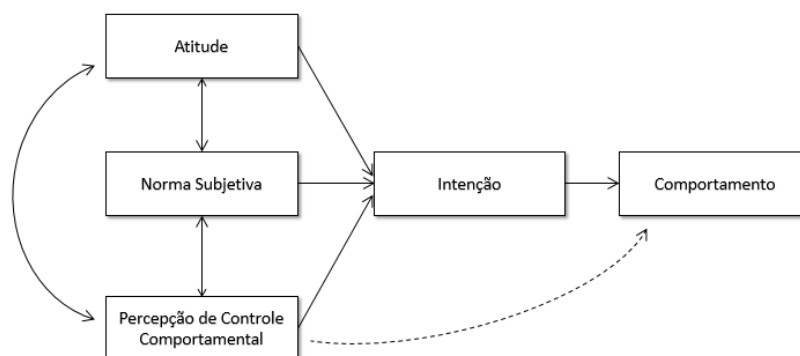 Atitude
Norma Subjetiva
Intenção
Comportamento
Percepção de Controle
Comportamental